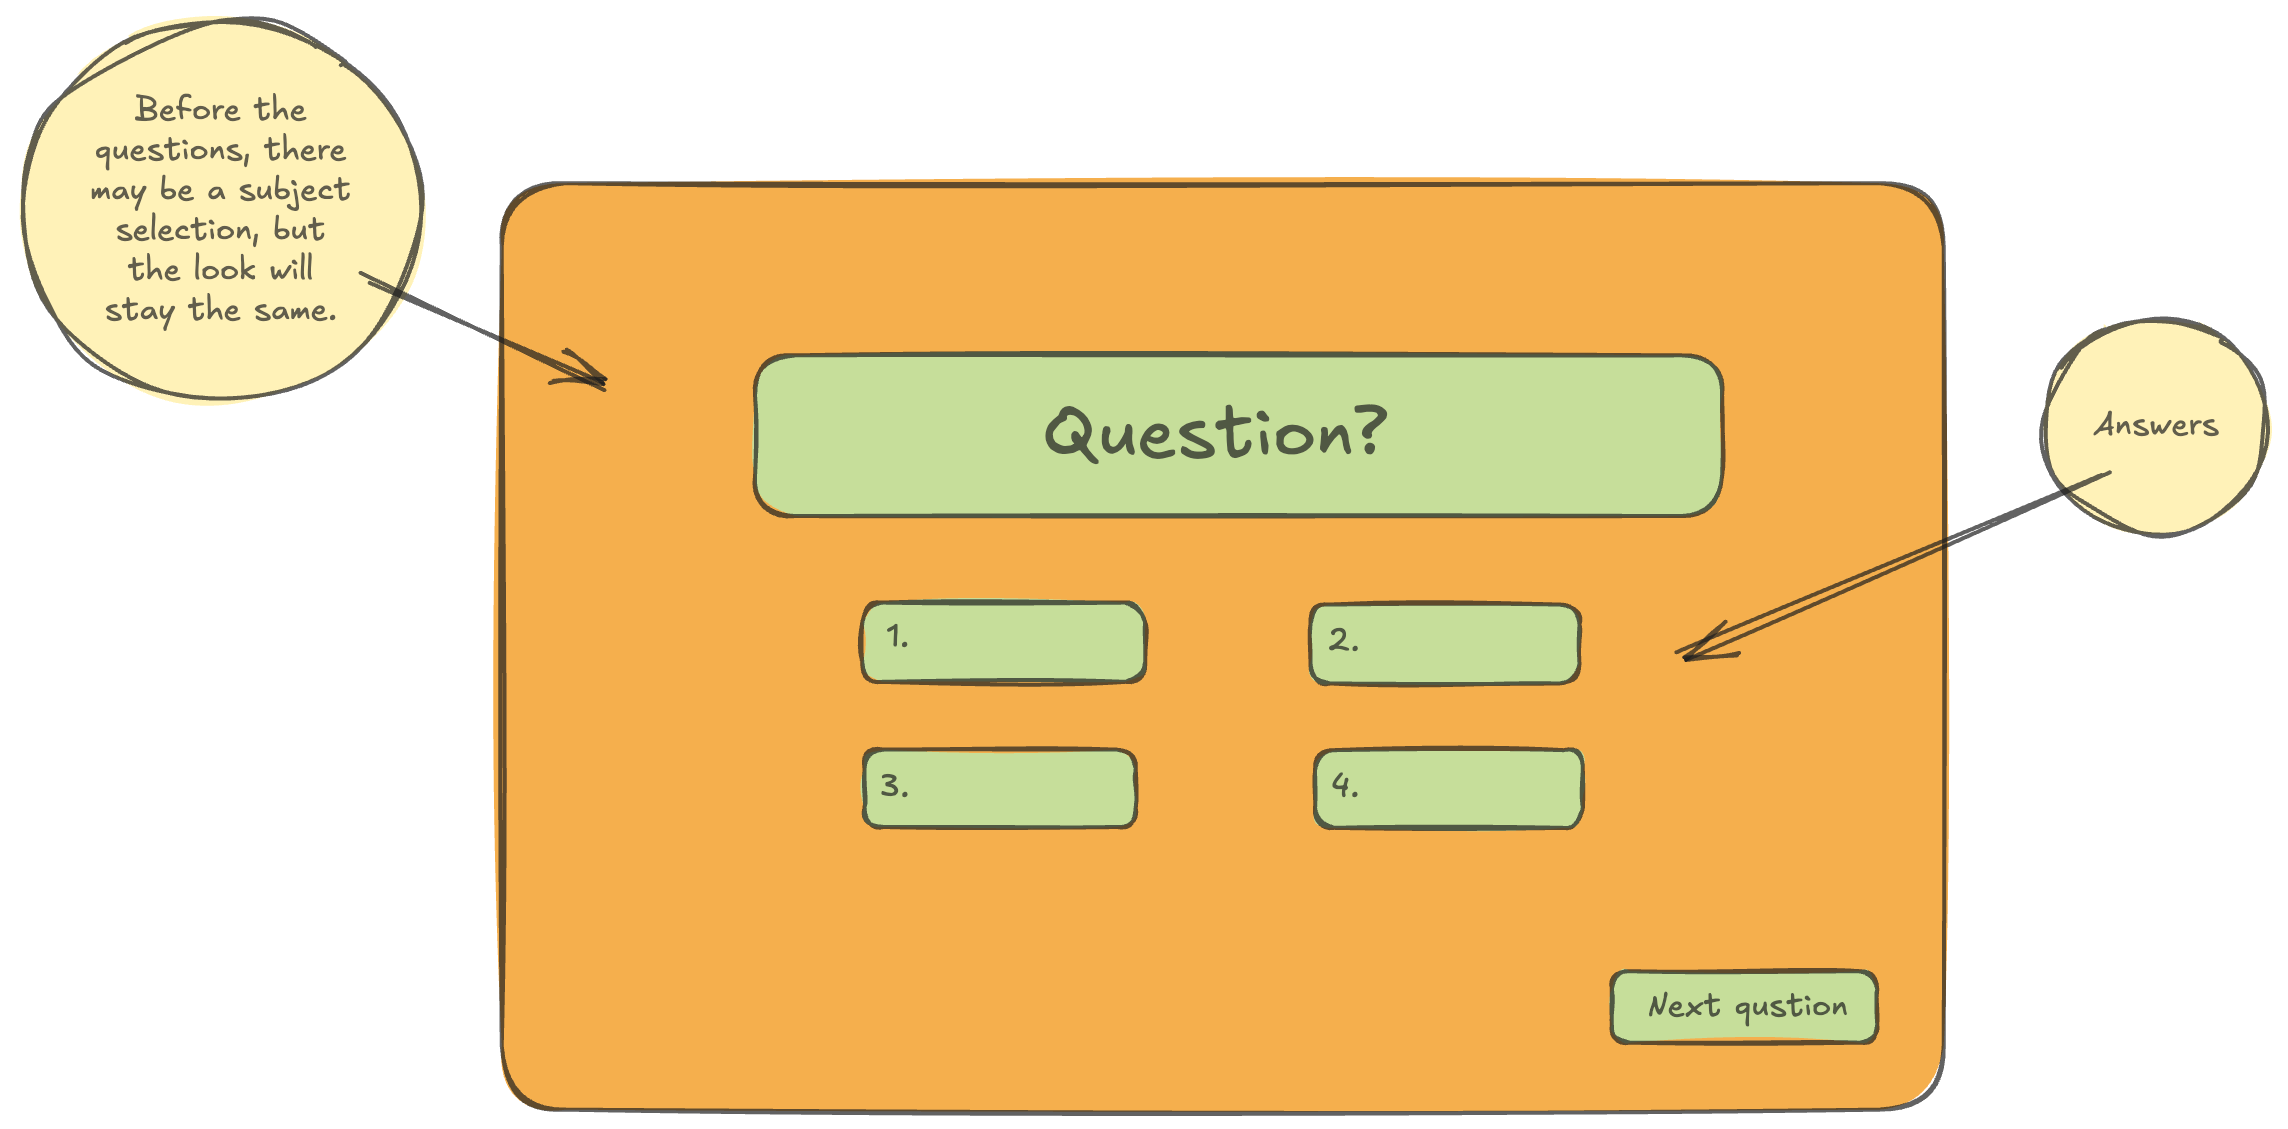 Before the
questions, there
may be a subject
selection, but
the look will
stay the same.
Question?
Answers
1.
2.
3.
4.
Next qustion